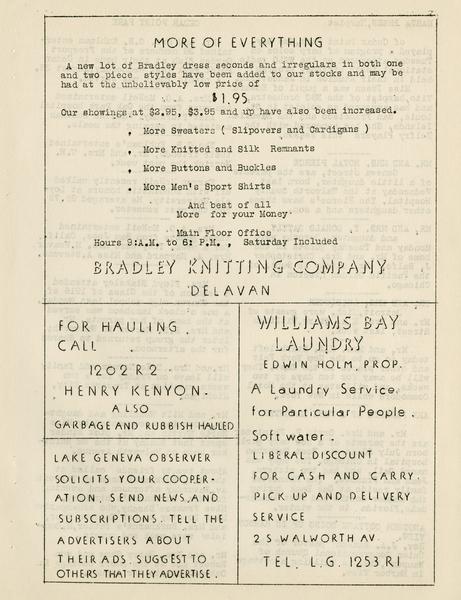 MORE OF EVERYTHING
A new lot of Bradley dress seconds and irregulars in both one
and two piece styles have been added to our stocks and may be
had at the unbelievably low price of
$1.95
Our showings at $2.95, $3.95 and up have also been increased.
. More Sweaters ( Slipovers and Cardigans )
. More Knitted and Silk Remnants
. More Buttons and Buckles
. More Men's Sport Shirts
And best of all
More for your Money.
Main Floor Office
Hours 9:A.M. to 6: P.M. , Saturday Included
BRADLEY KNITTING COMPANY
DELAVAN
FOR HAULING
CALL
1202 R 2
HENRY KENYON.
ALSO
GARBAGE AND RUBBISH HAULED
LAKE GENEVA OBSERVER
SOLICITS YOUR COOPER-
ATION. SEND NEWS, AND
SUBSCRIPTIONS. TELL THE
ADVERTISERS ABOUT
THEIR ADS. SUGGEST TO
OTHERS THAT THEY ADVERTISE.
WILLIAMS BAY
LAUNDRY
EDWIN HOLM, PROP.
A Laundry Service
for Particular People.
Soft water.
LIBERAL DISCOUNT
FOR CASH AND CARRY.
PICK UP AND DELIVERY
SERVICE
2 S WALWORTH AV.
TEL. L.G. 1253 R1